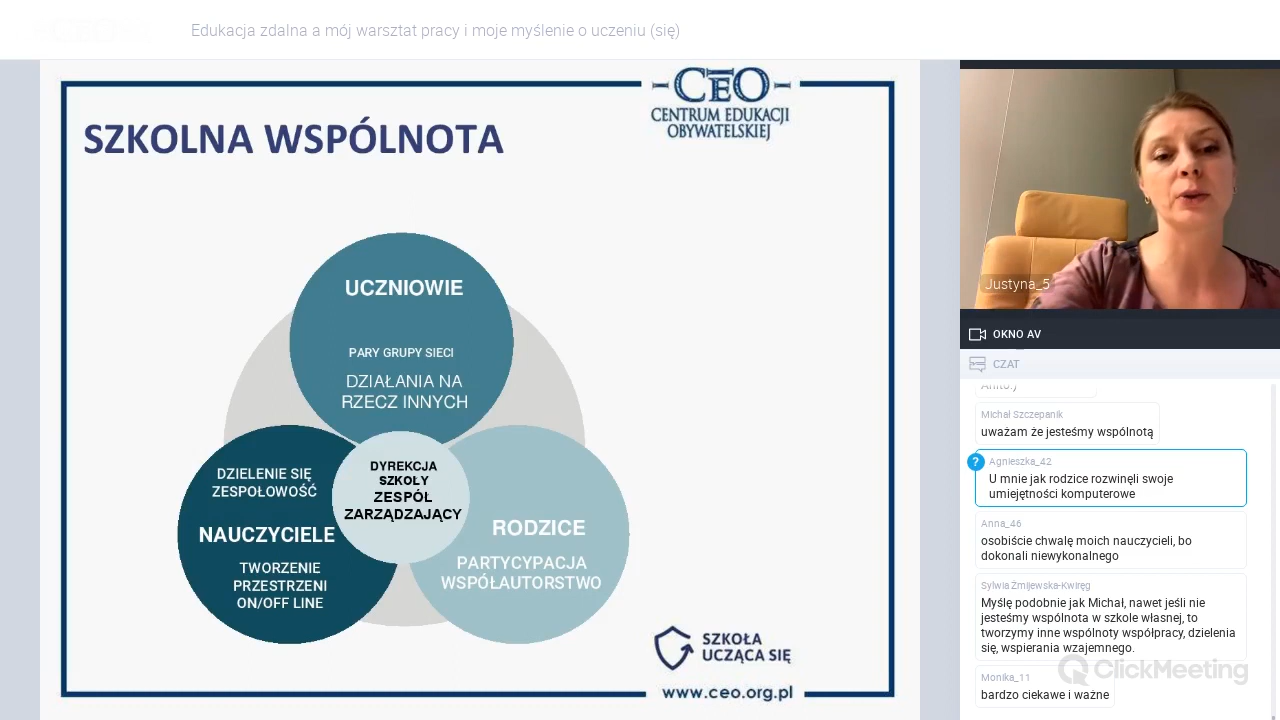 Edukacja zdalna a mój warsztat pracy i moje myślenie o uczeniu (się)
CEO
CENTRUM EDUKACJI
OBYWATELSKIEJ
SZKOLNA WSPÓLNOTA
UCZNIOWIE
PARY GRUPY SIECI
DZIAŁANIA NA
RZECZ INNYCH
DZIELENIE SIĘ
ZESPOŁOWOŚĆ
NAUCZYCIELE
TWORZENIE
PRZESTRZENI
ON/OFF LINE
DYREKCJA
SZKOŁY
ZESPÓŁ
ZARZĄDZAJĄCY
RODZICE
PARTYCYPACJA
WSPÓŁAUTORSTWO
SZKOŁA
UCZĄCA SIĘ
www.ceo.org.pl
Justyna_5
OKNO AV
CZAT
Anito:)
Michał Szczepanik
uważam że jesteśmy wspólnotą
?
Agnieszka_42
U mnie jak rodzice rozwinęli swoje
umiejętności komputerowe
Anna_46
osobiście chwalę moich nauczycieli, bo
dokonali niewykonalnego
Sylwia Żmijewska-Kwiręg
Myślę podobnie jak Michał, nawet jeśli nie
jesteśmy wspólnota w szkole własnej, to
tworzymy inne wspólnoty współpracy, dzielenia
się, wspierania wzajemnego.
Monika_11
bardzo ciekawe i ważne
ClickMeeting